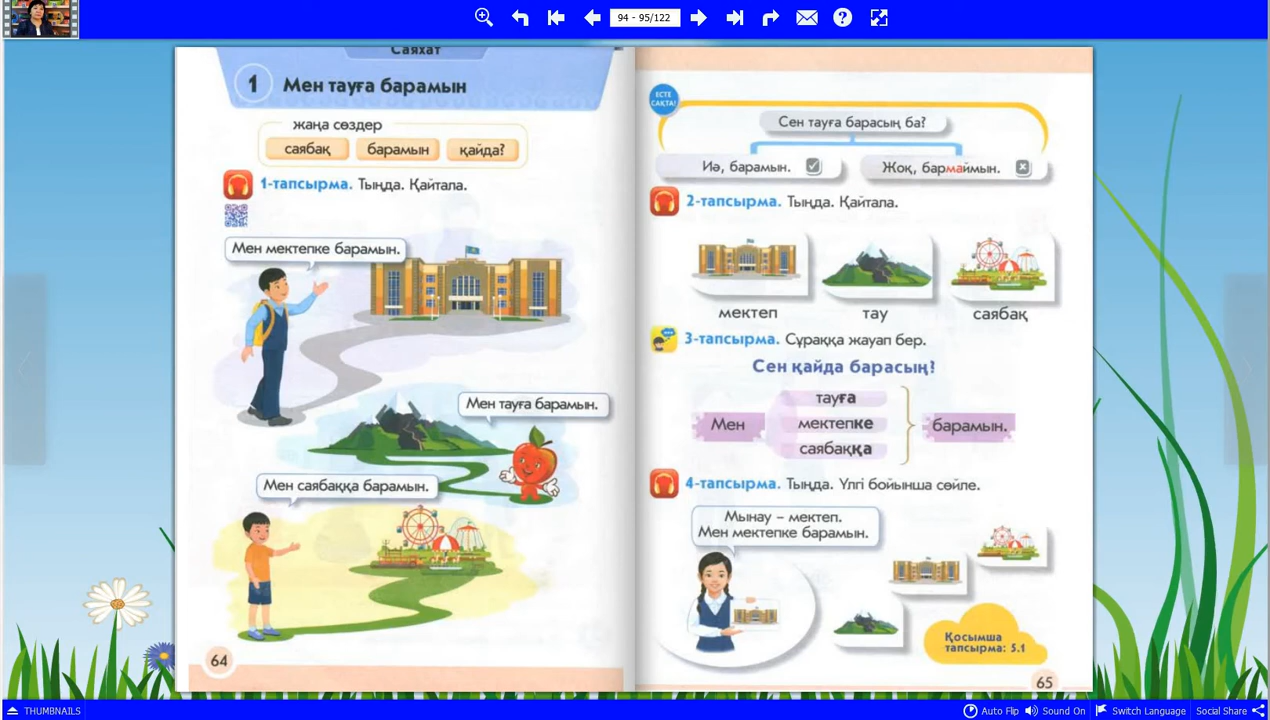 94 - 95/122
Саяхат
1 Мен тауға барамын
жаңа сөздер
саябақ барамын қайда?
1-тапсырма. Тыңда. Қайтала.
Мен мектепке барамын.
Мен тауға барамын.
Мен саябаққа барамын.
64
ЕСТЕ
САҚТА!
Сен тауға барасың ба?
Иә, барамын. Жоқ, бармаймын.
2-тапсырма. Тыңда. Қайтала.
мектеп тау саябақ
3-тапсырма. Сұраққа жауап бер.
Сен қайда барасың?
тауға
Мен мектепке барамын.
саябаққа
4-тапсырма. Тыңда. Үлгі бойынша сөйле.
Мынау – мектеп.
Мен мектепке барамын.
Қосымша
тапсырма: 5.1
65
THUMBNAILS Auto Flip Sound On Switch Language Social Share